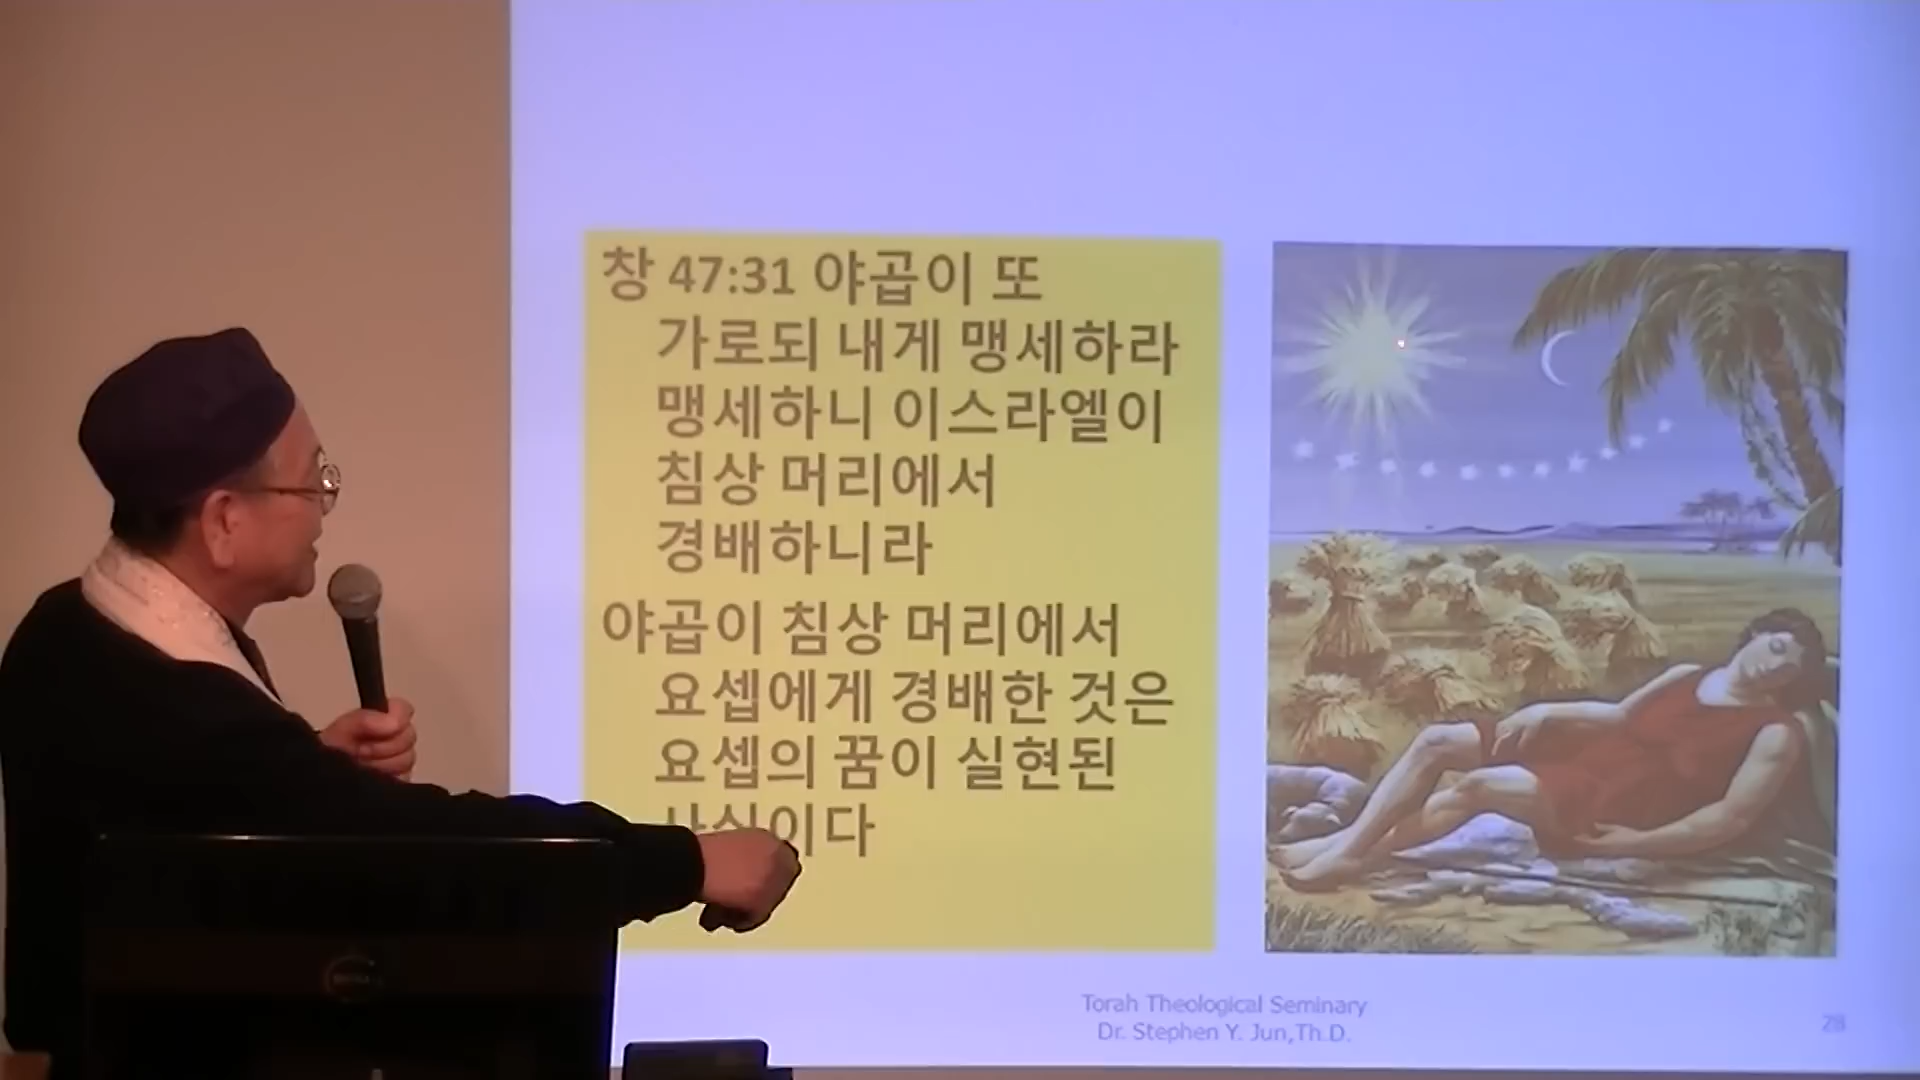 창 47:31 야곱이 또
가로되 내게 맹세하라
맹세하니 이스라엘이
침상 머리에서
경배하니라
야곱이 침상 머리에서
요셉에게 경배한 것은
요셉의 꿈이 실현된
사실이다
Torah Theological Seminary
Dr. Stephen Y. Jun,Th.D.
28